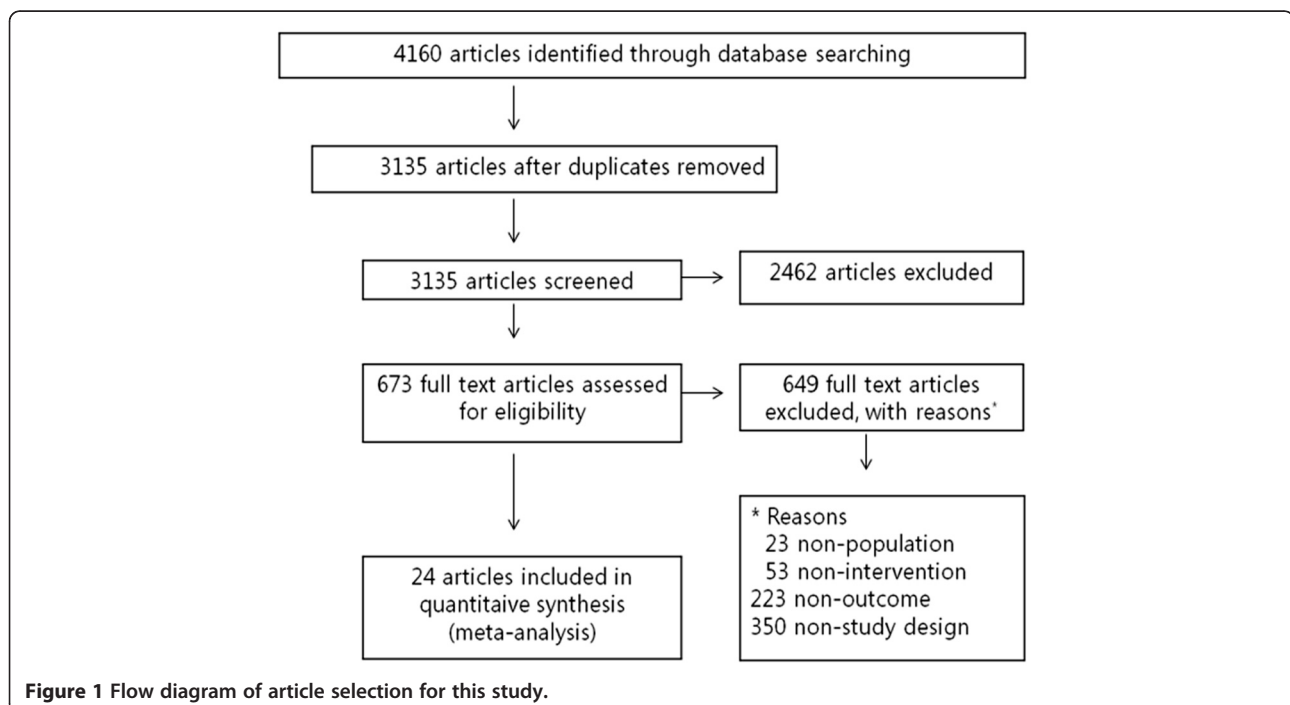 4160 articles identified through database searching
3135 articles after duplicates removed
3135 articles screened
2462 articles excluded
673 full text articles assessed
for eligibility
649 full text articles
excluded, with reasons*
* Reasons
23 non-population
53 non-intervention
223 non-outcome
350 non-study design
24 articles included in
quantitaive synthesis
(meta-analysis)
Figure 1 Flow diagram of article selection for this study.